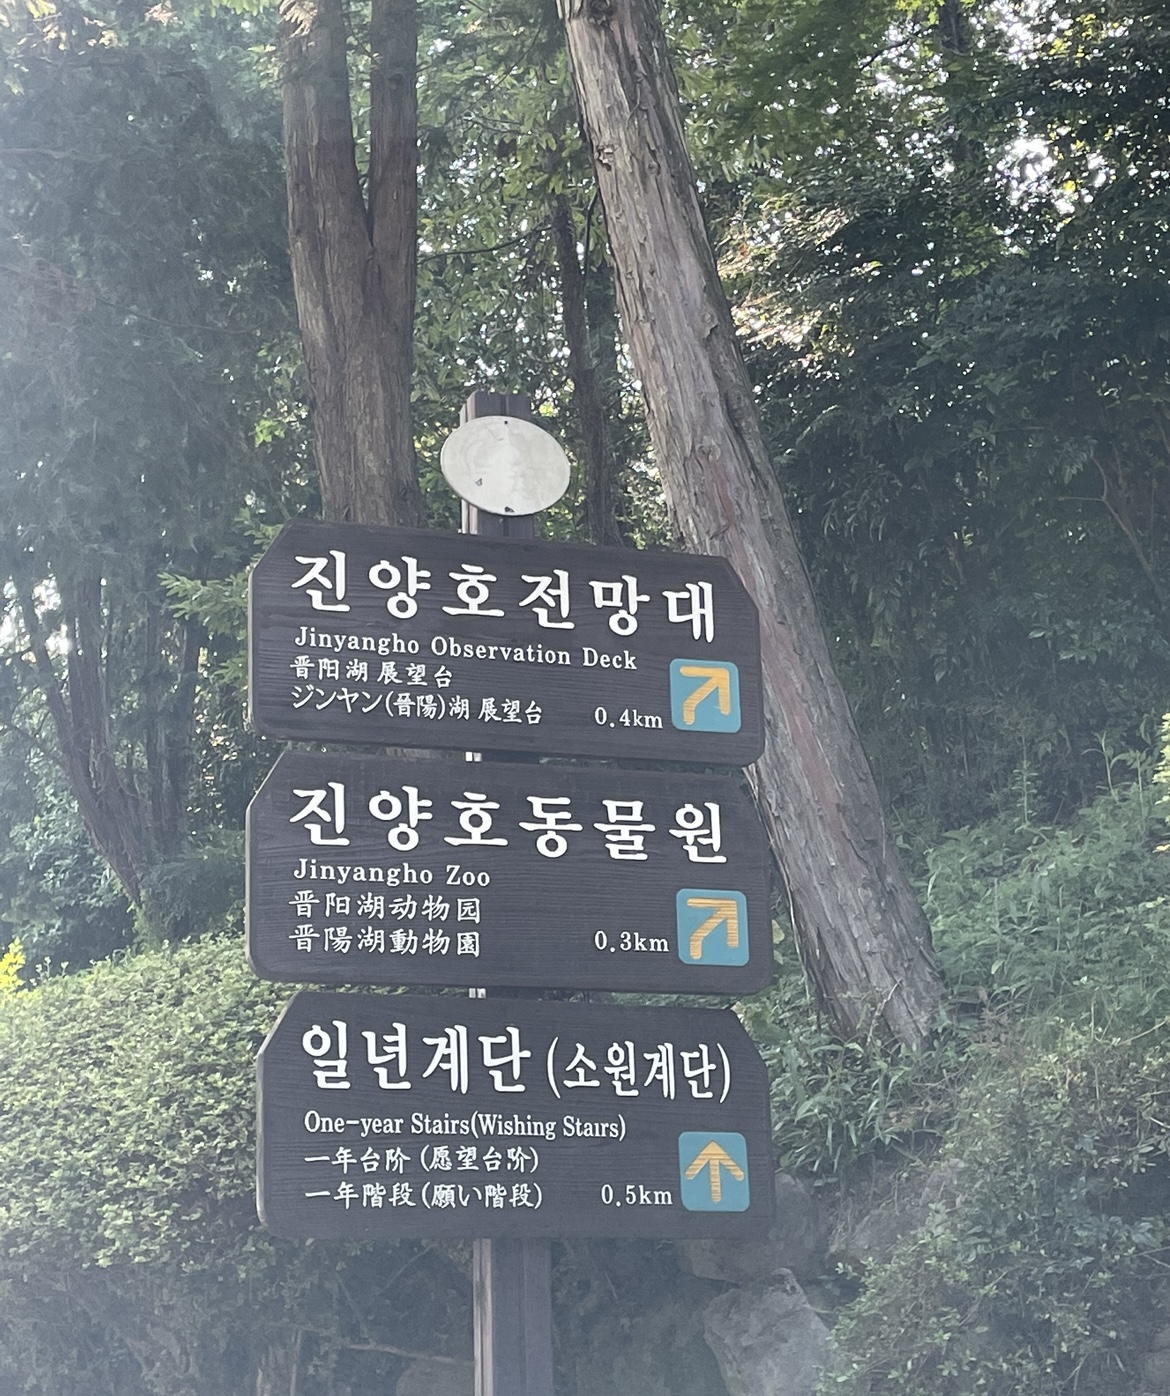 진양호전망대
Jinyangho Observation Deck
晋阳湖 展望台
ジンヤン(晉陽)湖 展望台
0.4km
진양호동물원
Jinyangho Zoo
晋阳湖动物园
晋陽湖動物園
0.3km
일년계단 (소원계단)
One-year Stairs(Wishing Stairs)
一年台阶 (愿望台阶)
一年階段 (願い階段)
0.5km